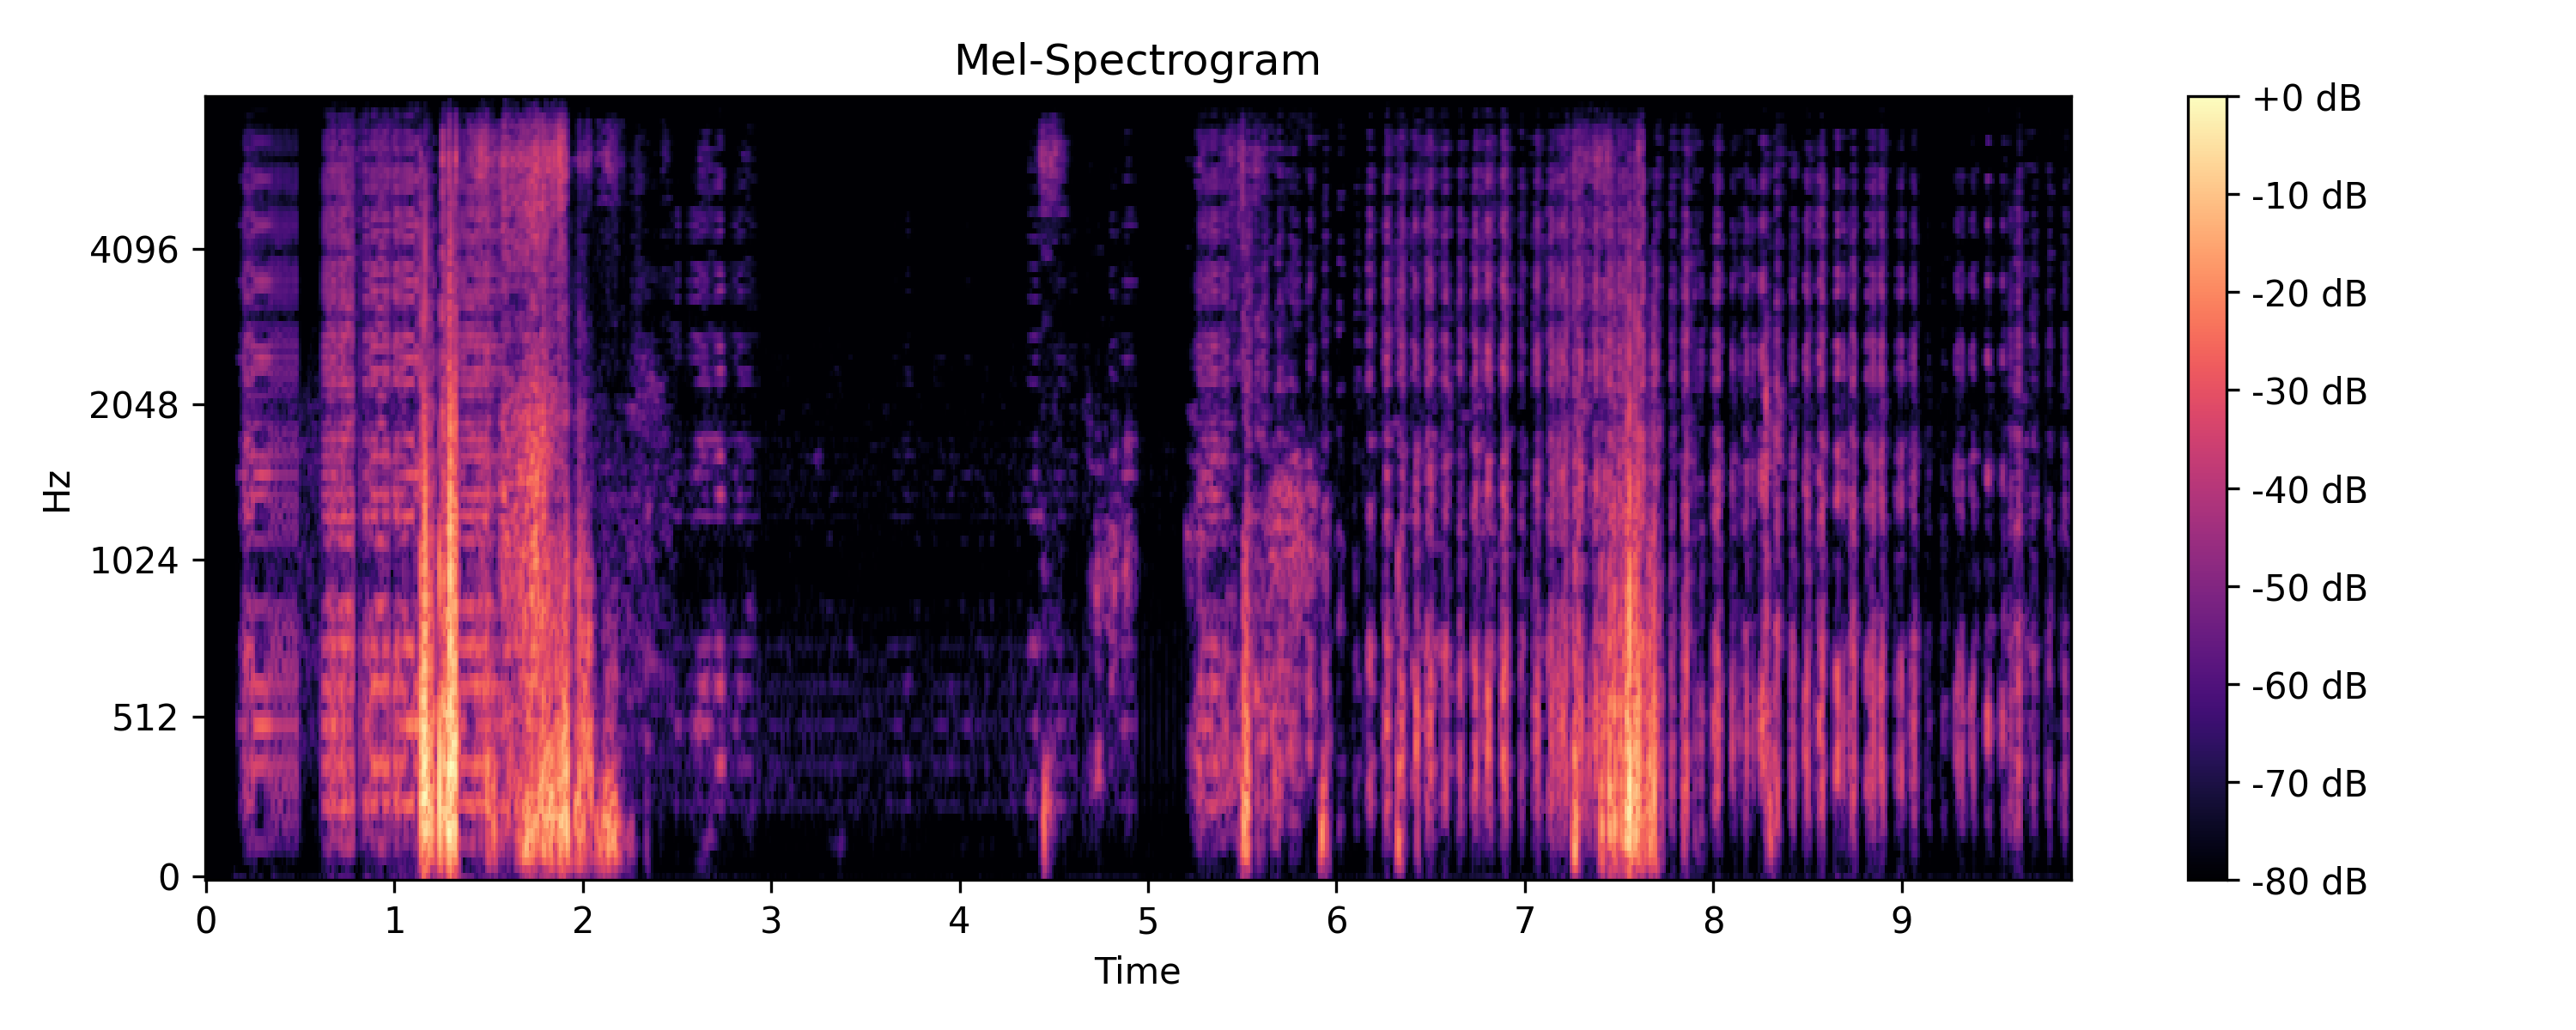 Mel-Spectrogram
+0 dB
-10 dB
-20 dB
-30 dB
-40 dB
-50 dB
-60 dB
-70 dB
-80 dB
Hz
4096
2048
1024
512
0
0 1 2 3 4 5 6 7 8 9
Time